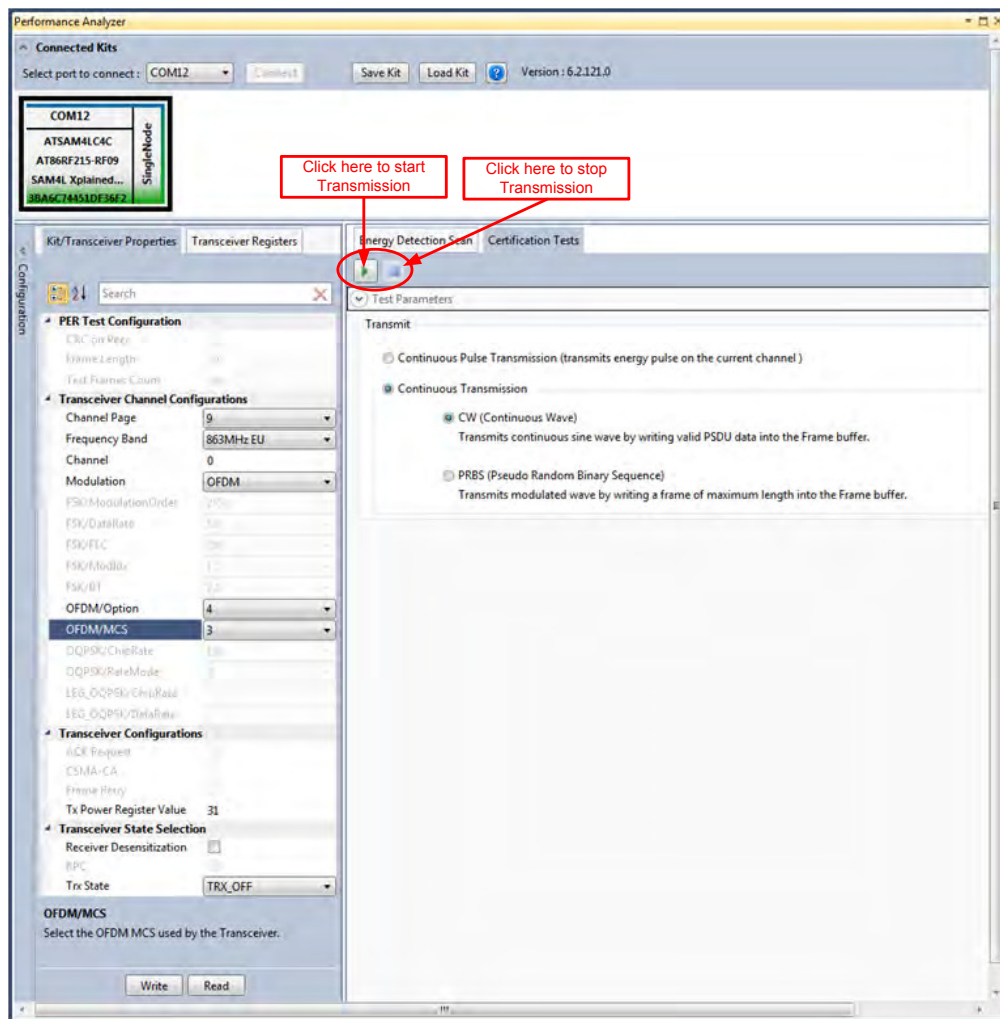 Performance Analyzer
Connected Kits
Select port to connect : COM12 Connect Save Kit Load Kit ? Version : 6.2.121.0
COM12
ATSAM4LC4C
AT86RF215-RF09
SAM4L Xplained...
3BA6C74451DF36F2
SingleNode
Click here to start
Transmission
Click here to stop
Transmission
Configuration
Kit/Transceiver Properties Transceiver Registers
Energy Detection Scan Certification Tests
Search
Test Parameters
Transmit
Continuous Pulse Transmission (transmits energy pulse on the current channel )
Continuous Transmission
CW (Continuous Wave)
Transmits continuous sine wave by writing valid PSDU data into the Frame buffer.
PRBS (Pseudo Random Binary Sequence)
Transmits modulated wave by writing a frame of maximum length into the Frame buffer.
PER Test Configuration
CRC on Peer
Frame Length
Test Frames Count
Transceiver Channel Configurations
Channel Page 9
Frequency Band 863MHz EU
Channel 0
Modulation OFDM
FSK/ModulationOrder
FSK/DataRate
FSK/FEC
FSK/ModIdx
FSK/BT
OFDM/Option 4
OFDM/MCS 3
OQPSK/ChipRate
OQPSK/RateMode
LEG_OQPSK/ChipRate
LEG_OQPSK/DataRate
Transceiver Configurations
ACK Request
CSMA-CA
Frame Retry
Tx Power Register Value 31
Transceiver State Selection
Receiver Desensitization
RPC
Trx State TRX_OFF
OFDM/MCS
Select the OFDM MCS used by the Transceiver.
Write Read